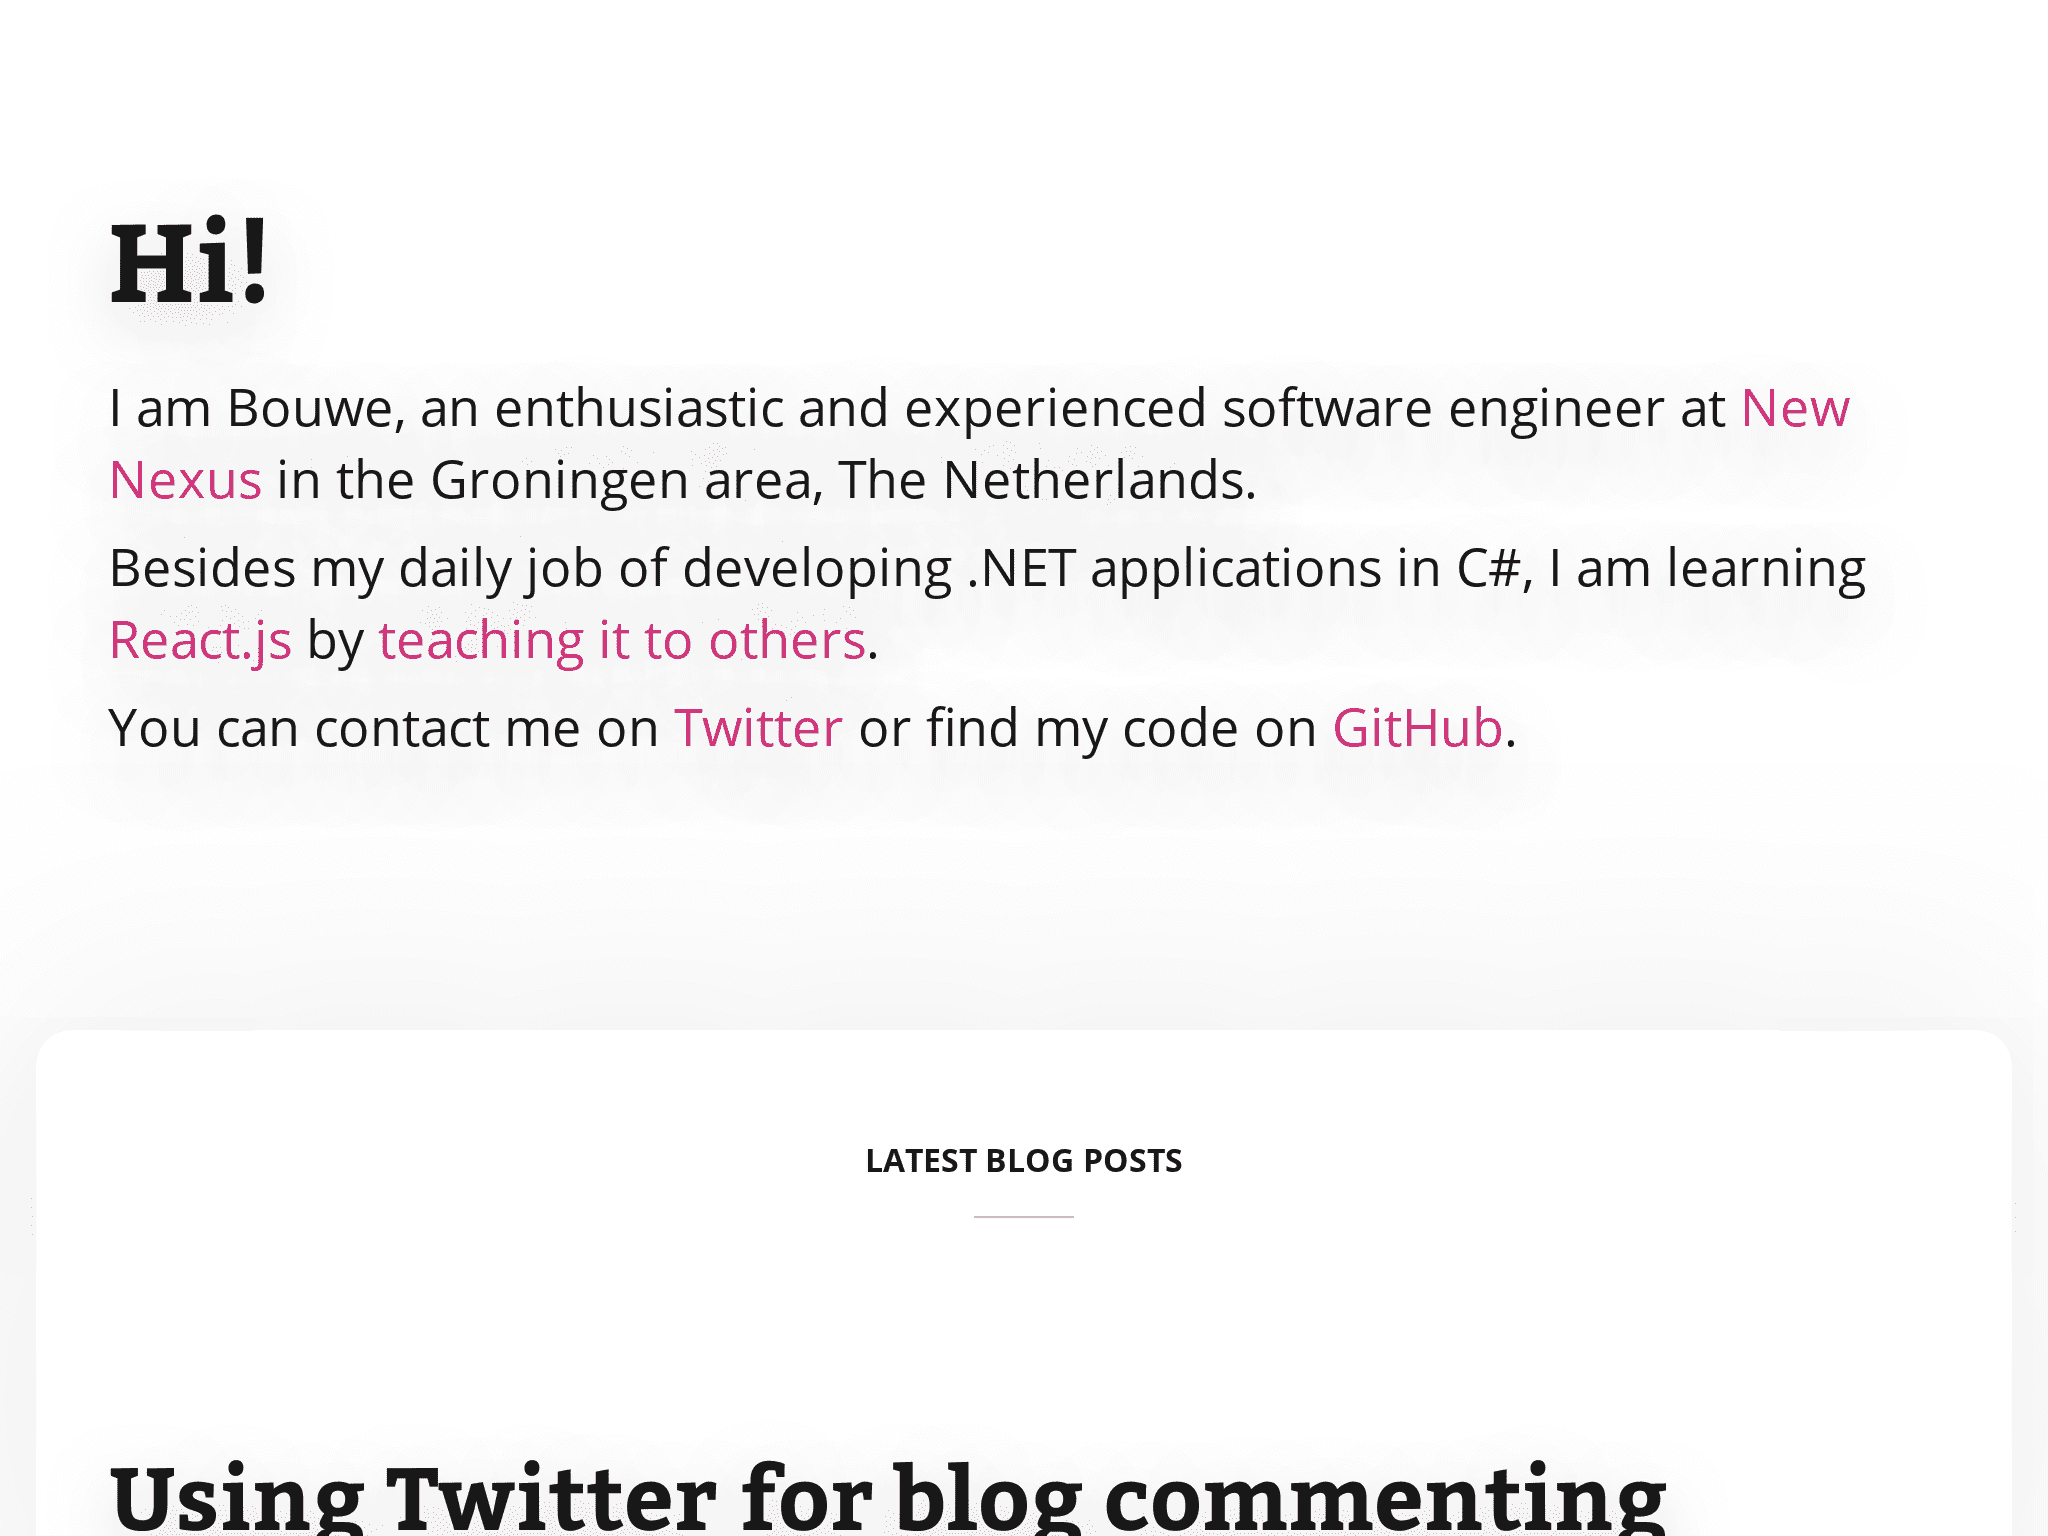 Hi!
I am Bouwe, an enthusiastic and experienced software engineer at New
Nexus in the Groningen area, The Netherlands.
Besides my daily job of developing .NET applications in C#, I am learning
React.js by teaching it to others.
You can contact me on Twitter or find my code on GitHub.
LATEST BLOG POSTS
Using Twitter for blog commenting